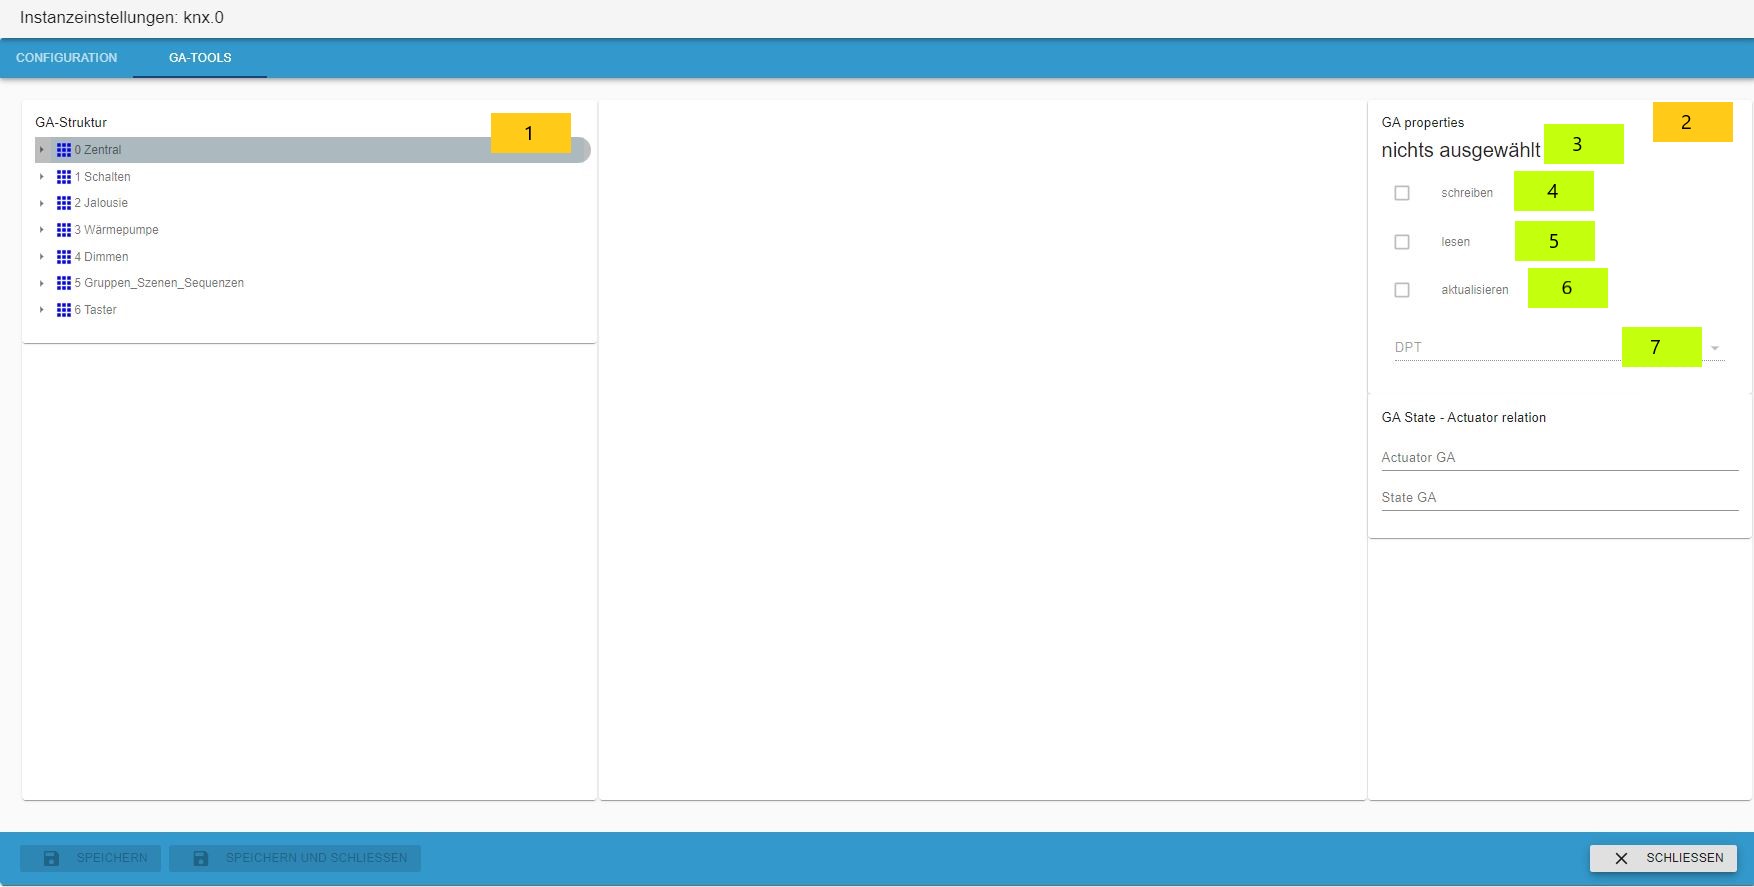 Instanzeinstellungen: knx.0
CONFIGURATION GA-TOOLS
GA-Struktur
1
0 Zentral
1 Schalten
2 Jalousie
3 Wärmepumpe
4 Dimmen
5 Gruppen_Szenen_Sequenzen
6 Taster
GA properties
2
nichts ausgewählt
3
schreiben
4
lesen
5
aktualisieren
6
DPT
7
GA State - Actuator relation
Actuator GA
State GA
SPEICHERN SPEICHERN UND SCHLIESSEN SCHLIESSEN